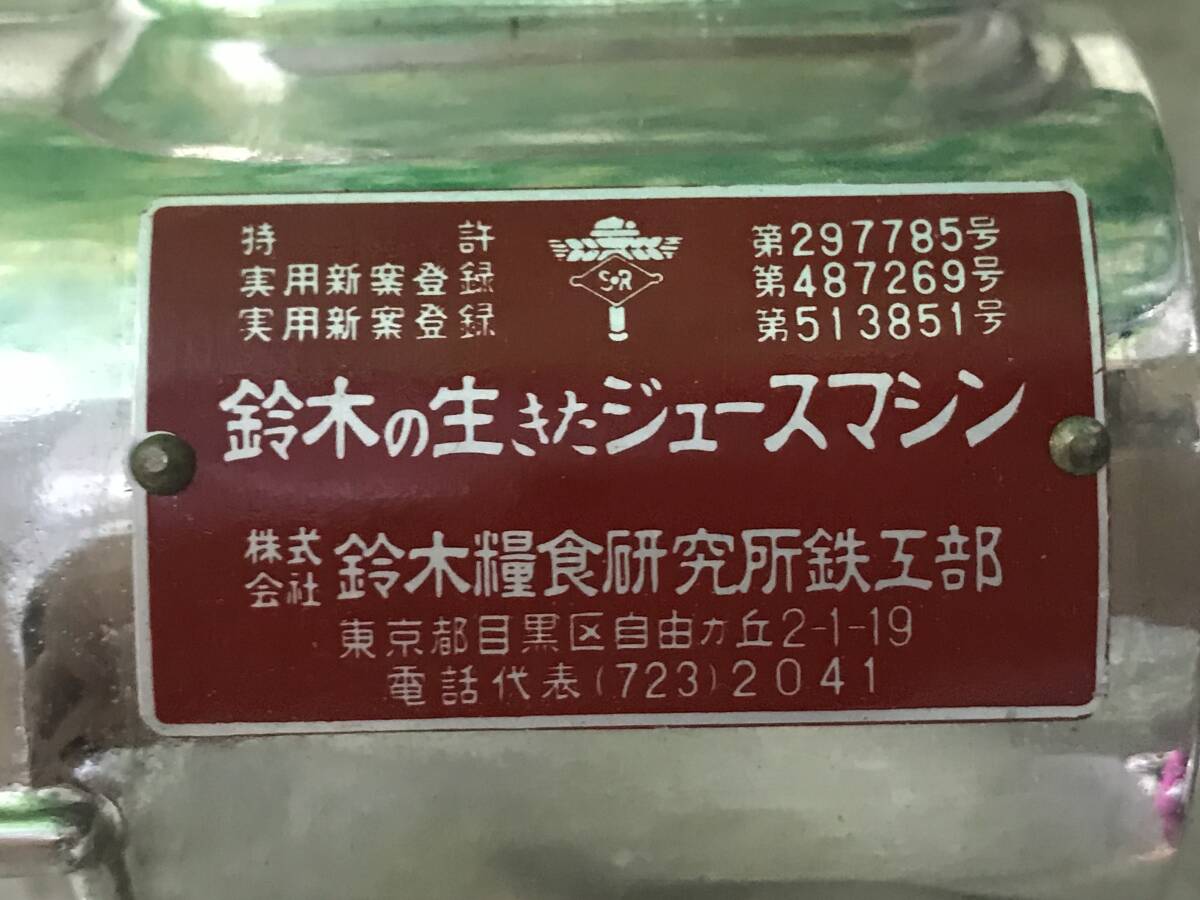 特許 第297785号
実用新案登録 第487269号
実用新案登録 第513851号
S•R
鈴木の生きたジュースマシン
株式会社 鈴木糧食研究所鉄工部
東京都目黒区自由ヵ丘2-1-19
電話代表(723)2041